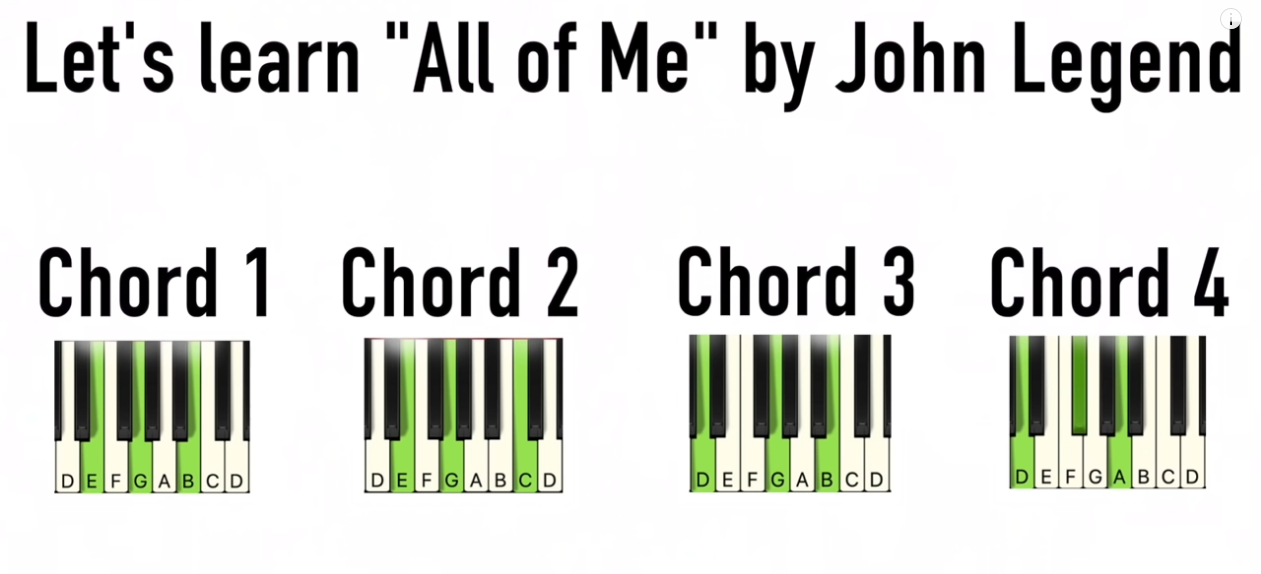 Let's learn "All of Me" by John Legend
Chord 1 Chord 2 Chord 3 Chord 4
D E F G A B C D D E F G A B C D D E F G A B C D D E F G A B C D